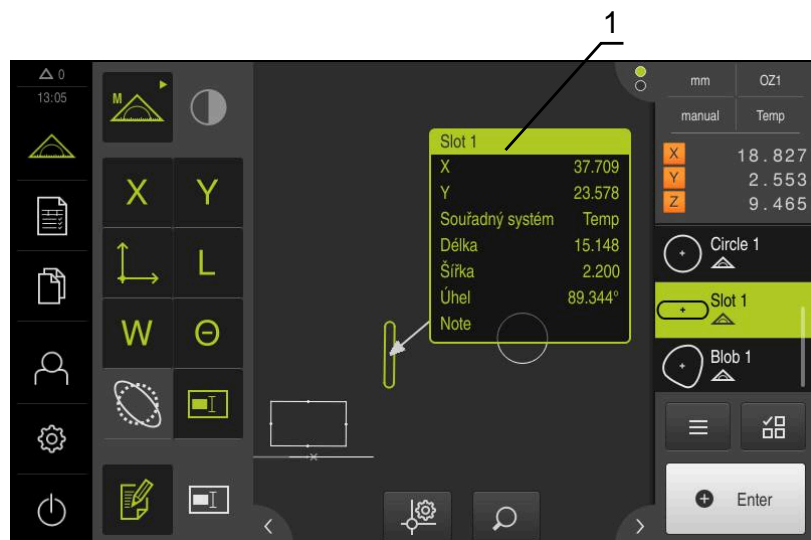 1
0
13:05
M
X Y
L
W Θ
Slot 1
X 37.709
Y 23.578
Souřadný systém Temp
Délka 15.148
Šířka 2.200
Úhel 89.344°
Note
mm OZ1
manual Temp
X 18.827
Y 2.553
Z 9.465
Circle 1
Slot 1
Blob 1
Enter